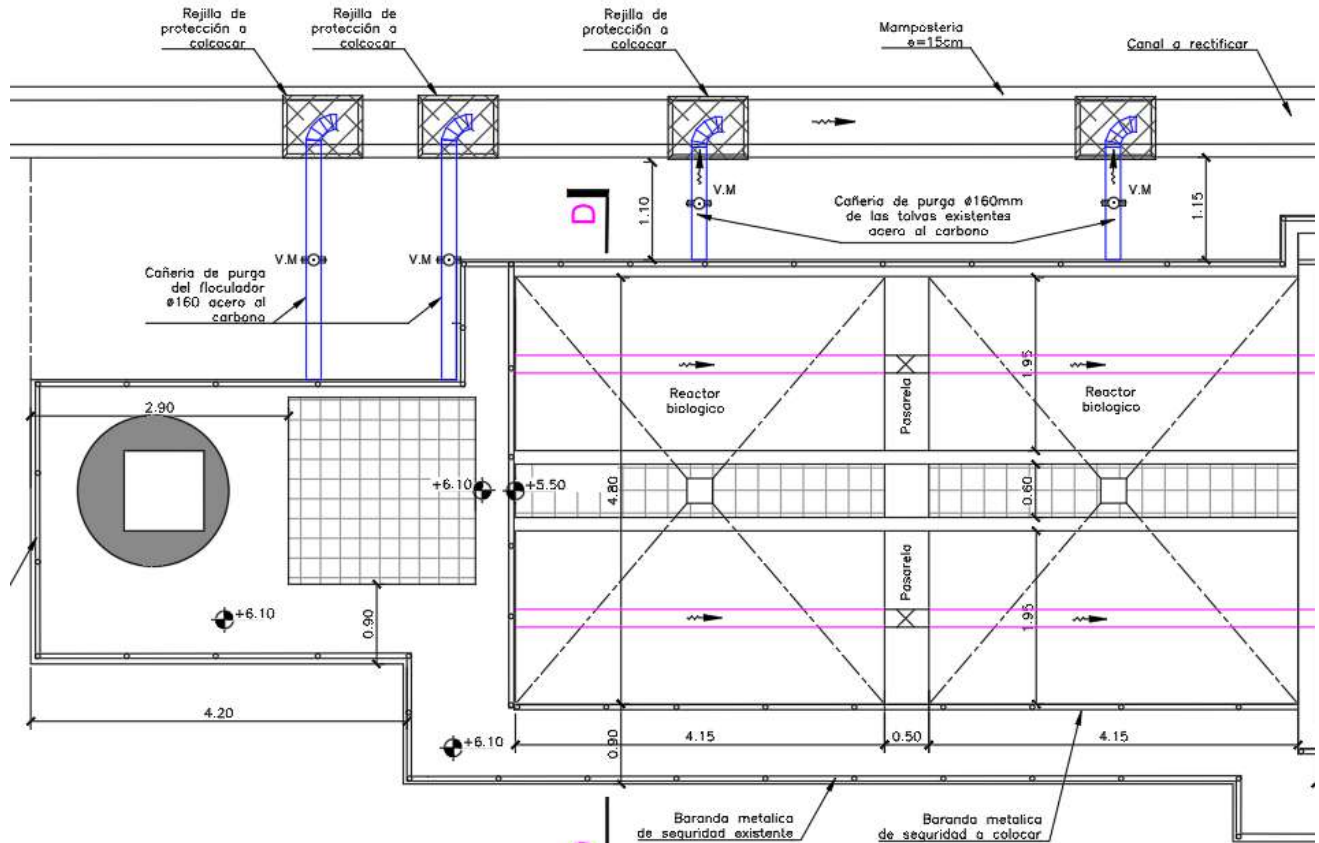 Rejilla de
protección a
colcocar
Rejilla de
protección a
colcocar
Rejilla de
protección a
colcocar
Mamposteria
e=15cm
Canal a rectificar
D
1.10
V.M
Cañeria de purga ø160mm
de las tolvas existentes
acero al carbono
V.M
1.15
V.M
V.M
Cañeria de purga
del floculador
ø160 acero al
carbono
2.90
Reactor
biologico
Pasarela
1.95
Reactor
biologico
+6.10
+5.50
4.80
0.60
+6.10
0.90
Pasarela
1.95
4.20
+6.10
0.90
4.15
0.50
4.15
Baranda metalica
de seguridad existente
Baranda metalica
de seguridad a colocar